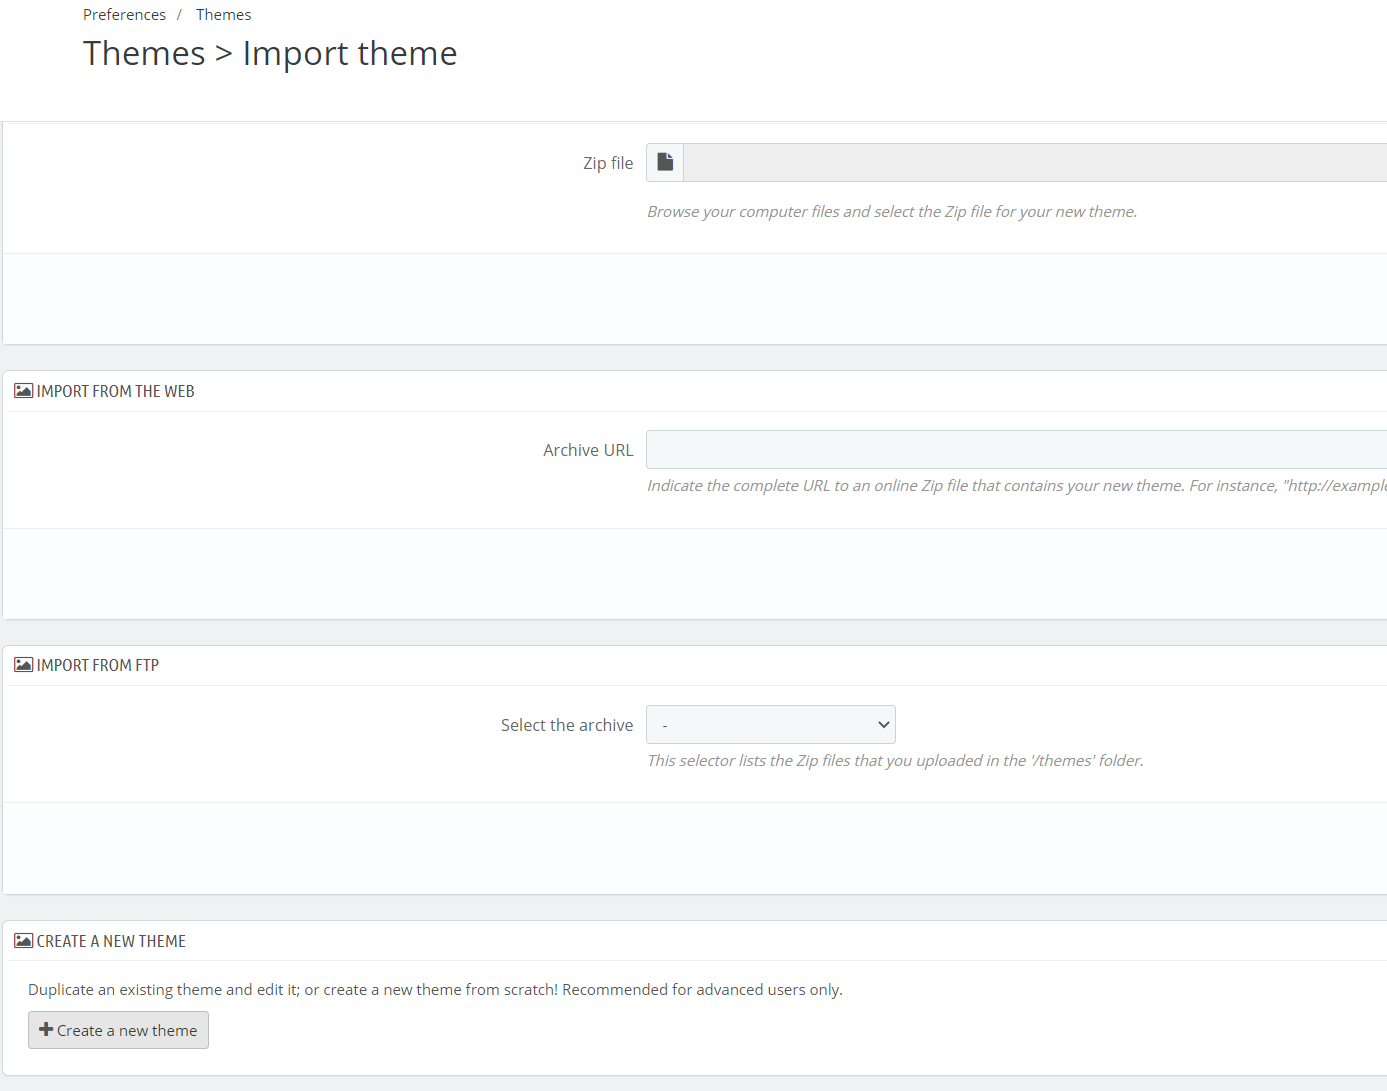 Preferences / Themes
Themes > Import theme
Zip file
Browse your computer files and select the Zip file for your new theme.
IMPORT FROM THE WEB
Archive URL
Indicate the complete URL to an online Zip file that contains your new theme. For instance, "http://example
IMPORT FROM FTP
Select the archive -
This selector lists the Zip files that you uploaded in the '/themes' folder.
CREATE A NEW THEME
Duplicate an existing theme and edit it; or create a new theme from scratch! Recommended for advanced users only.
Create a new theme